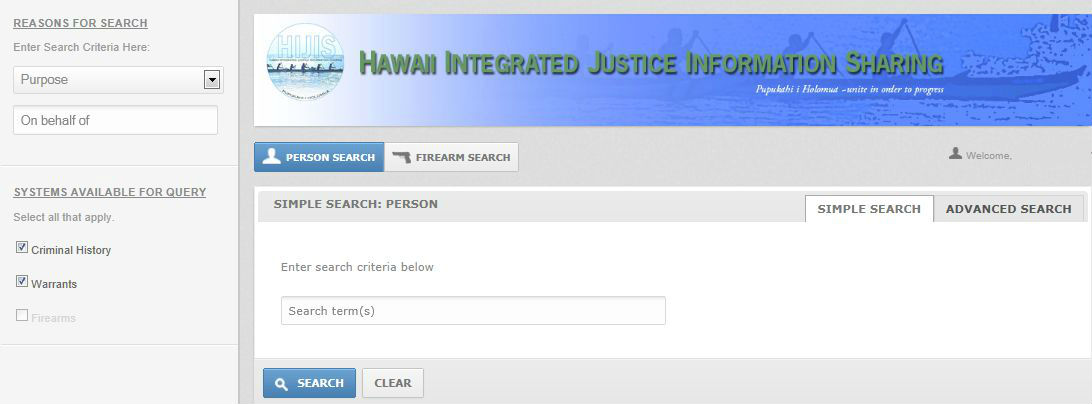 REASONS FOR SEARCH
Enter Search Criteria Here:
Purpose
On behalf of
SYSTEMS AVAILABLE FOR QUERY
Select all that apply.
Criminal History
Warrants
Firearms
HIJIS
HAWAII INTEGRATED JUSTICE INFORMATION SHARING
Pupukahi i Holomua ~unite in order to progress
PERSON SEARCH
FIREARM SEARCH
Welcome,
SIMPLE SEARCH: PERSON
SIMPLE SEARCH
ADVANCED SEARCH
Enter search criteria below
Search term(s)
SEARCH
CLEAR